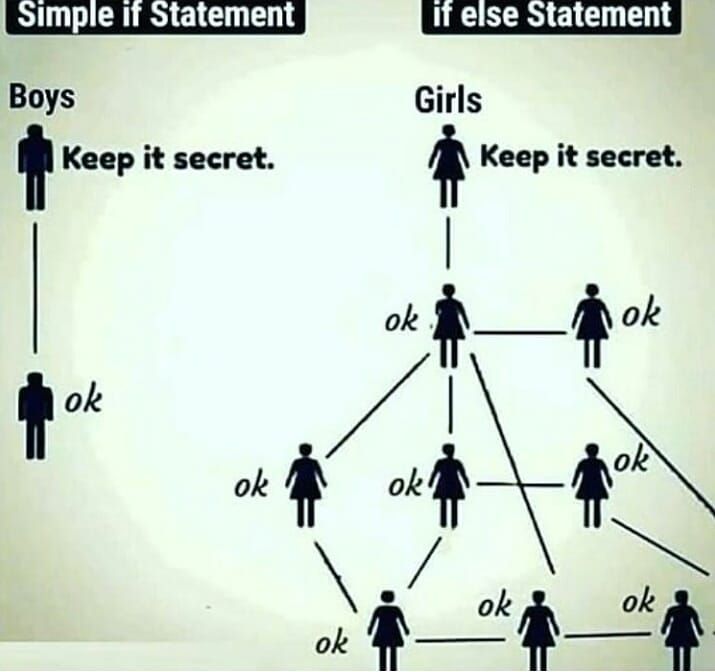 Simple if Statement
if else Statement
Boys
Girls
Keep it secret.
Keep it secret.
ok
ok
ok
ok
ok
ok
ok
ok
ok